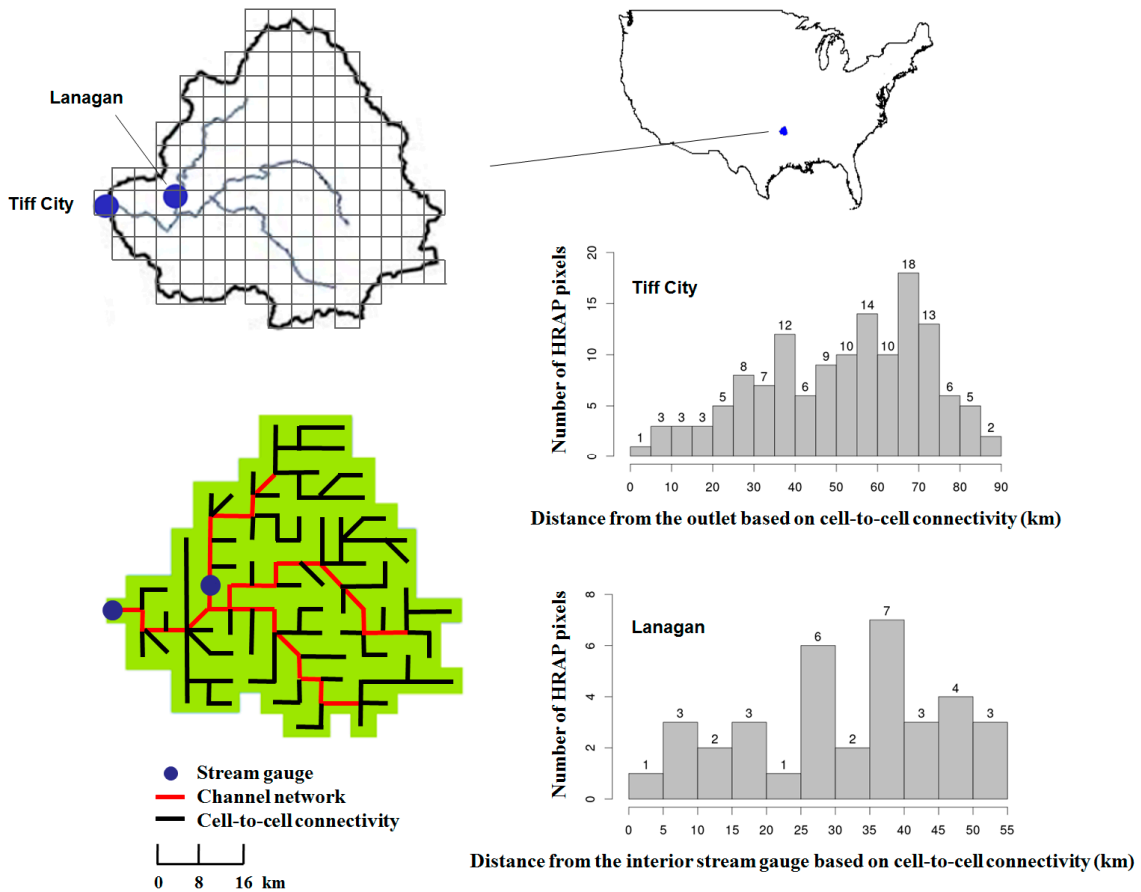 Lanagan
Tiff City
Stream gauge
Channel network
Cell-to-cell connectivity
0 8 16 km
Number of HRAP pixels
0 5 10 15 20
Tiff City
1 3 3 3 5 8 7 12 6 9 10 14 10 18 13 6 5 2
0 10 20 30 40 50 60 70 80 90
Distance from the outlet based on cell-to-cell connectivity (km)
Number of HRAP pixels
0 2 4 6 8
Lanagan
1 3 2 3 1 6 2 7 3 4 3
0 5 10 15 20 25 30 35 40 45 50 55
Distance from the interior stream gauge based on cell-to-cell connectivity (km)